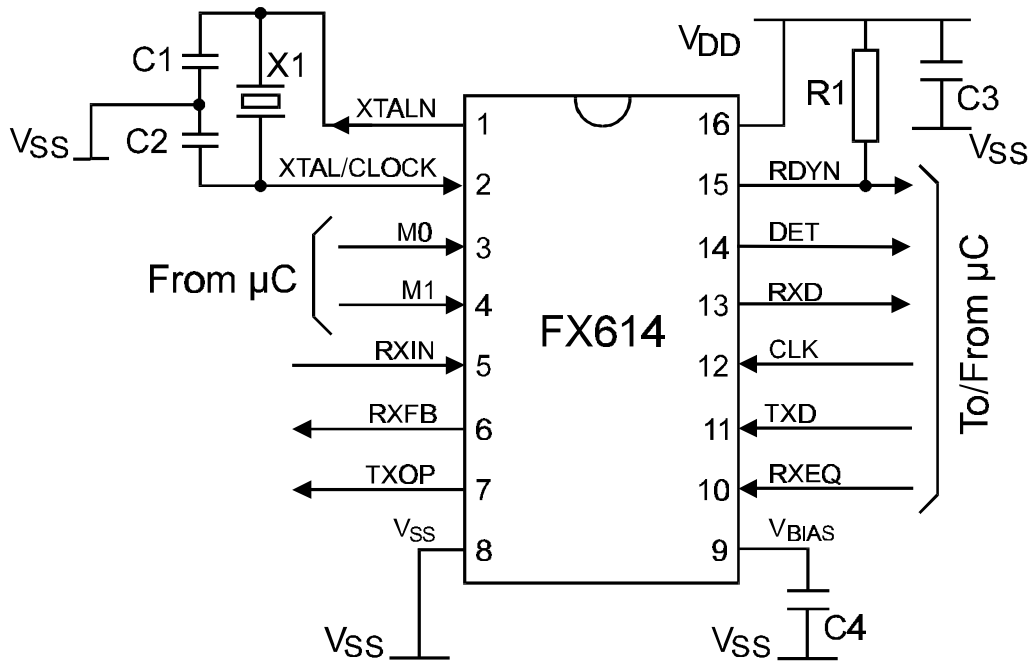 C1
X1
C2
VSS
XTALN
XTAL/CLOCK
M0
M1
From µC
RXIN
RXFB
TXOP
VSS
VSS
1
2
3
4
5
6
7
8
FX614
16
15
14
13
12
11
10
9
VDD
R1
C3
VSS
RDYN
DET
RXD
CLK
TXD
RXEQ
VBIAS
C4
VSS
To/From µC